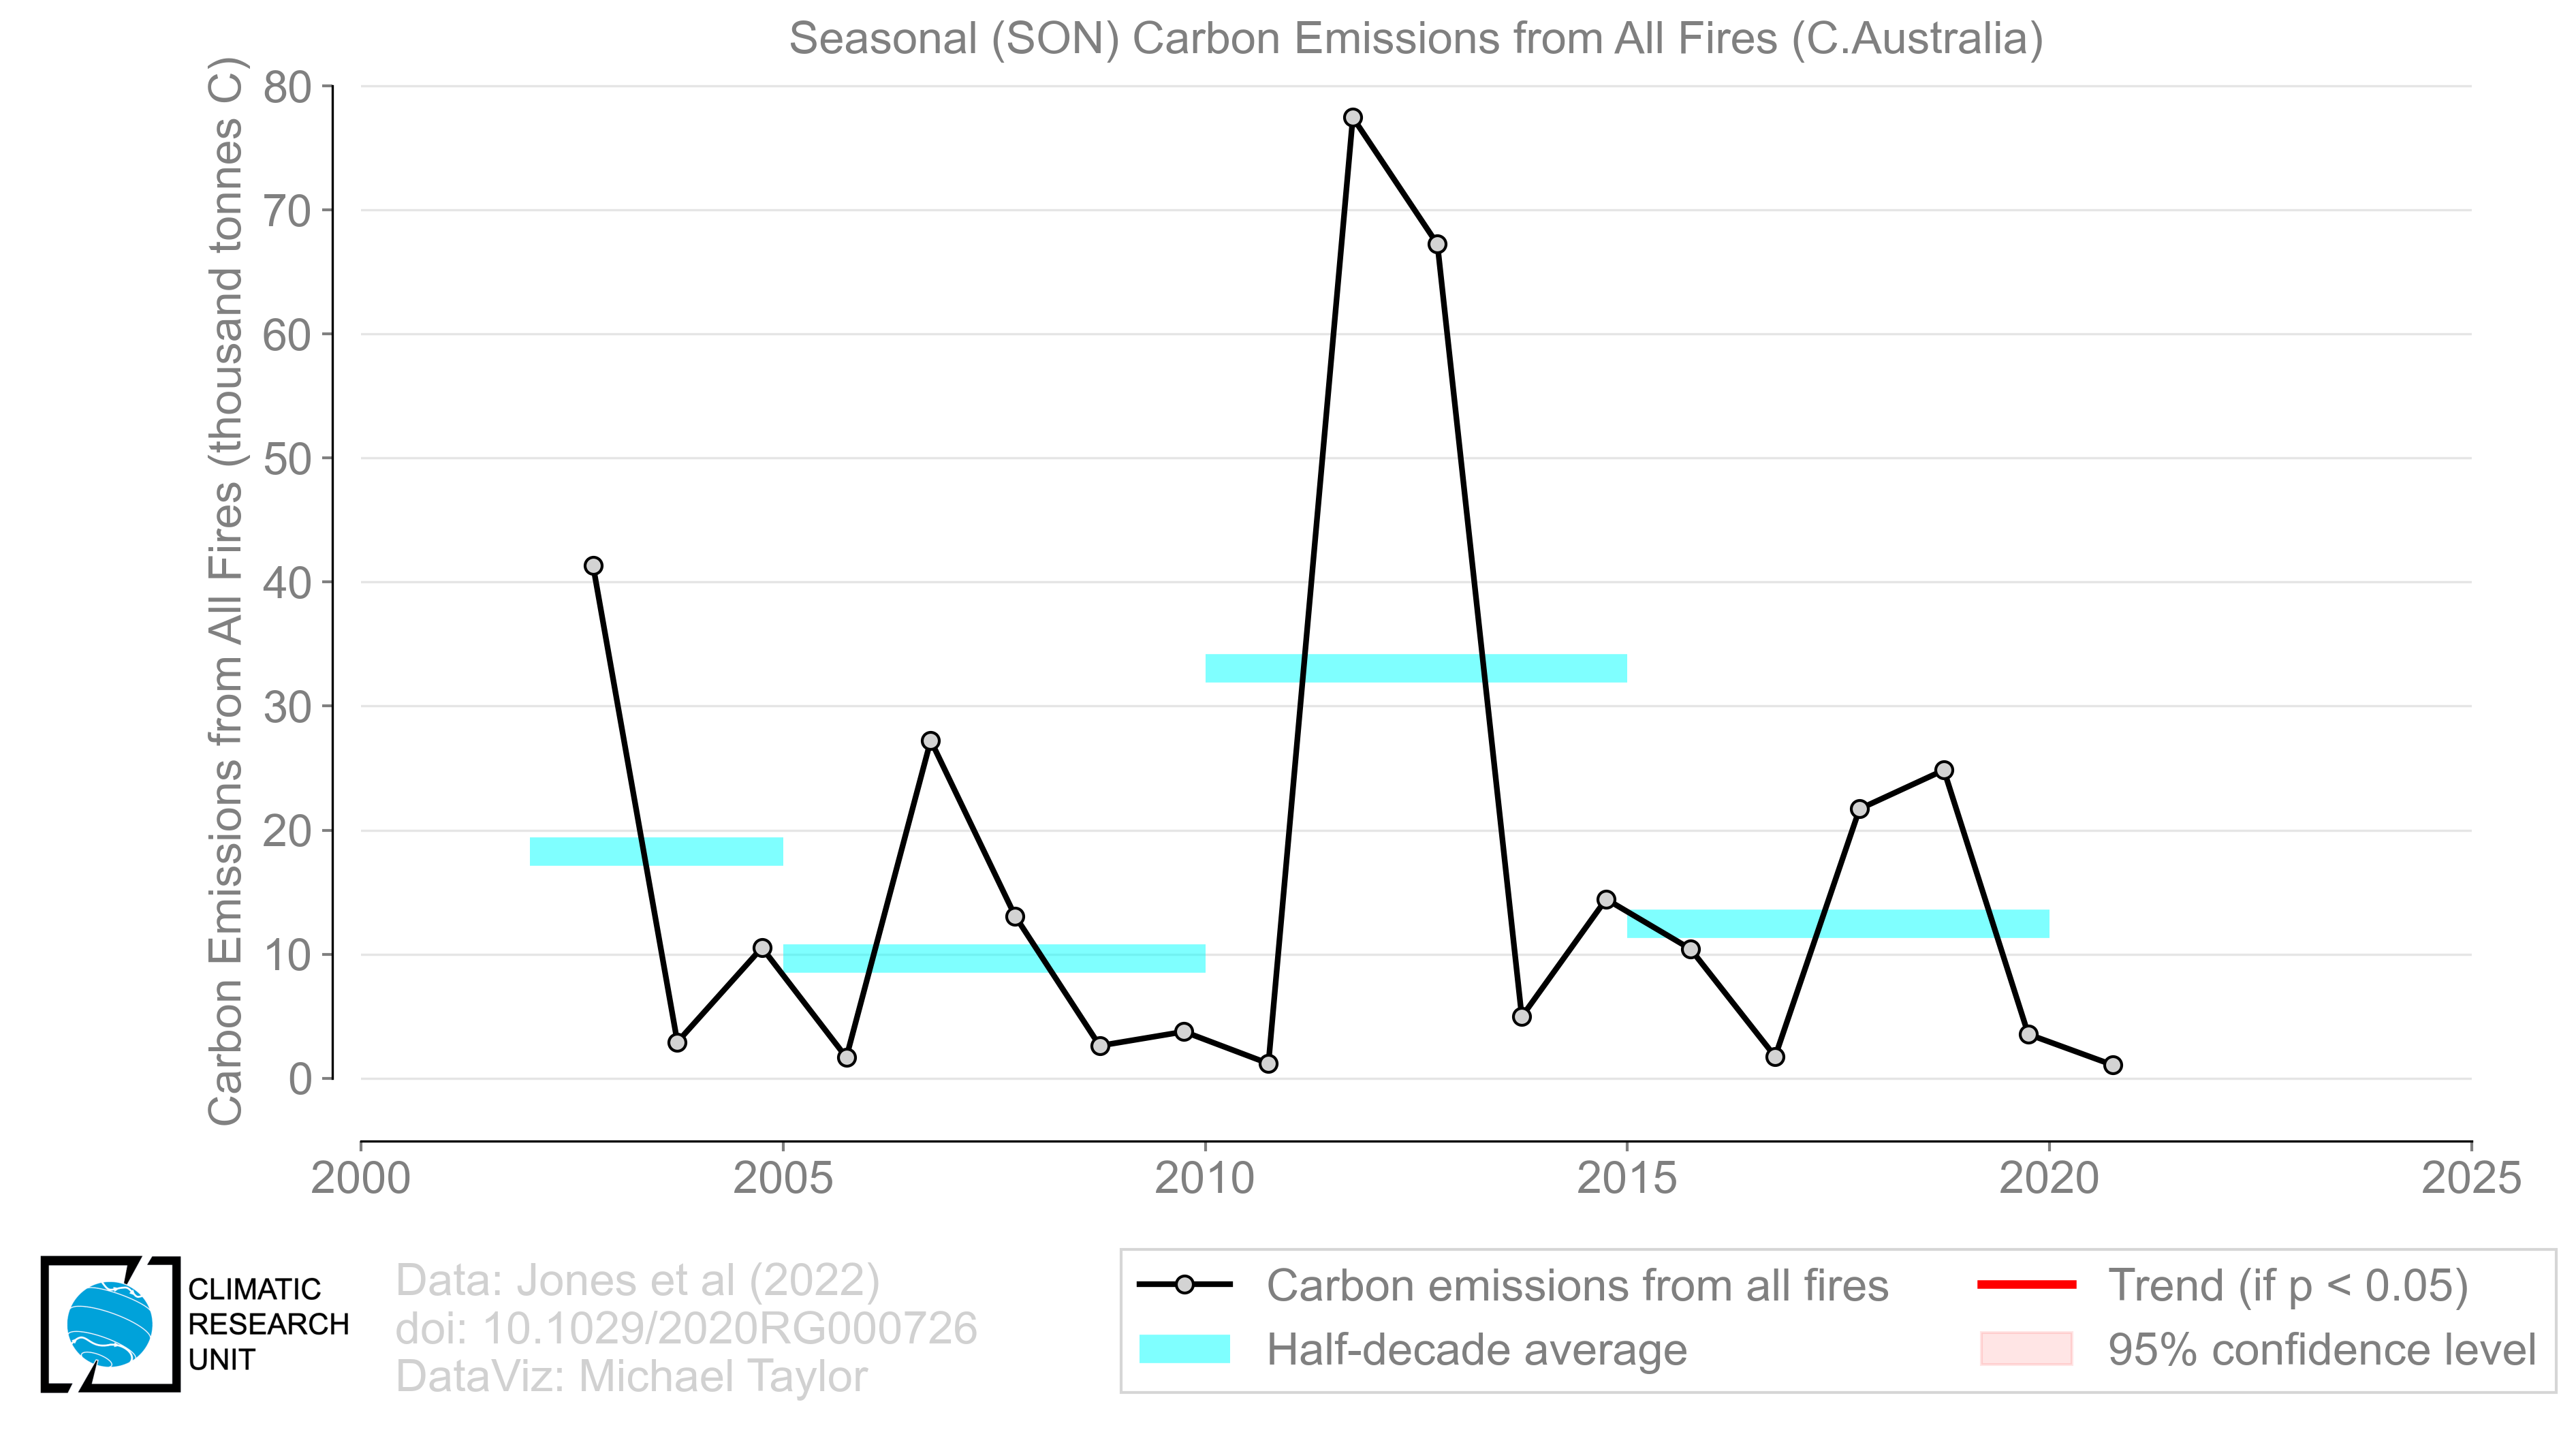 Seasonal (SON) Carbon Emissions from All Fires (C.Australia)
Carbon Emissions from All Fires (thousand tonnes C)
80
70
60
50
40
30
20
10
0
2000 2005 2010 2015 2020 2025
CLIMATIC
RESEARCH
UNIT
Data: Jones et al (2022)
doi: 10.1029/2020RG000726
DataViz: Michael Taylor
Carbon emissions from all fires
Half-decade average
Trend (if p < 0.05)
95% confidence level